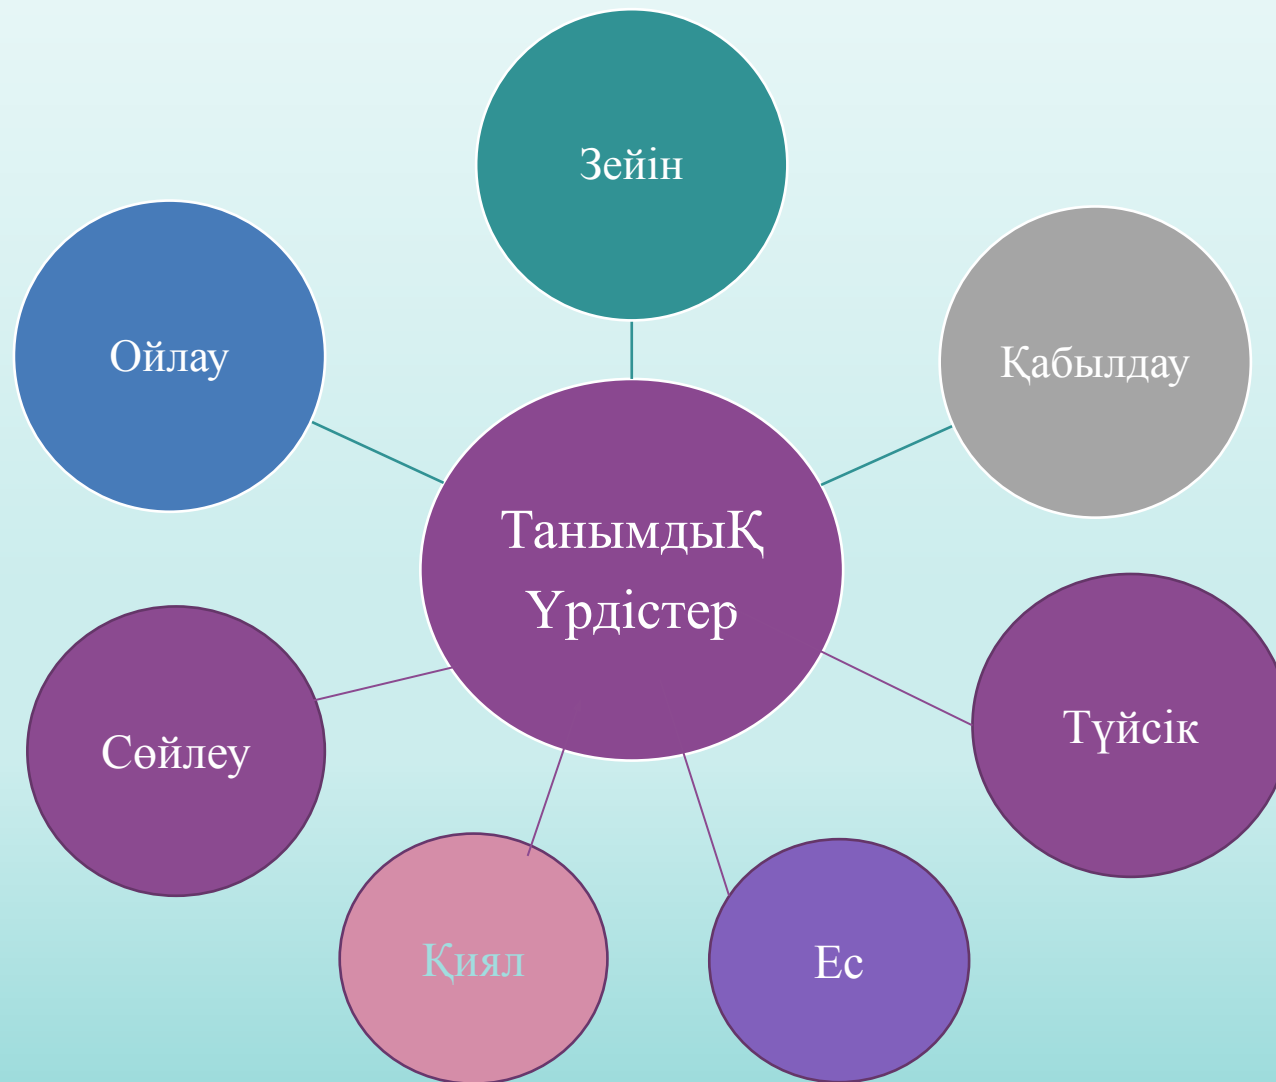 Зейін
Ойлау
Қабылдау
ТанымдыҚ
Үрдістер
Түйсік
Сөйлеу
Қиял
Ес